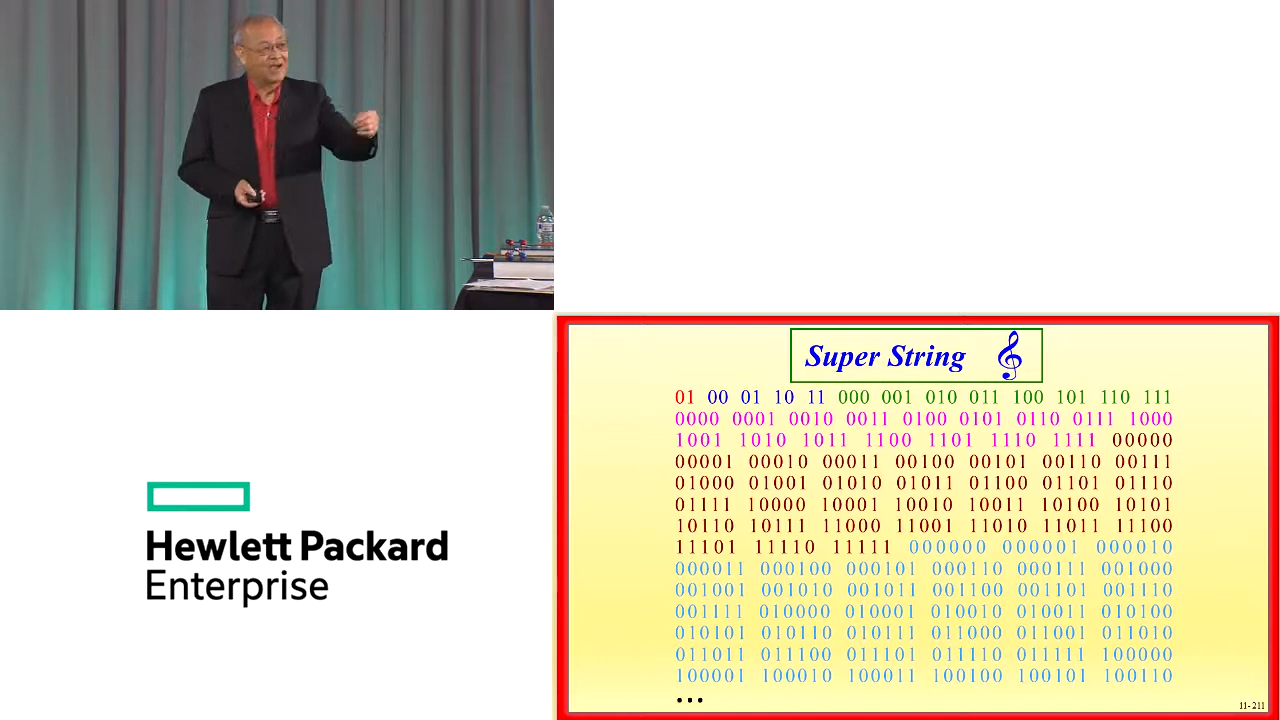 Super String
01 00 01 10 11 000 001 010 011 100 101 110 111
0000 0001 0010 0011 0100 0101 0110 0111 1000
1001 1010 1011 1100 1101 1110 1111 00000
00001 00010 00011 00100 00101 00110 00111
01000 01001 01010 01011 01100 01101 01110
01111 10000 10001 10010 10011 10100 10101
10110 10111 11000 11001 11010 11011 11100
11101 11110 11111 000000 000001 000010
000011 000100 000101 000110 000111 001000
001001 001010 001011 001100 001101 001110
001111 010000 010001 010010 010011 010100
010101 010110 010111 011000 011001 011010
011011 011100 011101 011110 011111 100000
100001 100010 100011 100100 100101 100110
...
11-211
Hewlett Packard
Enterprise